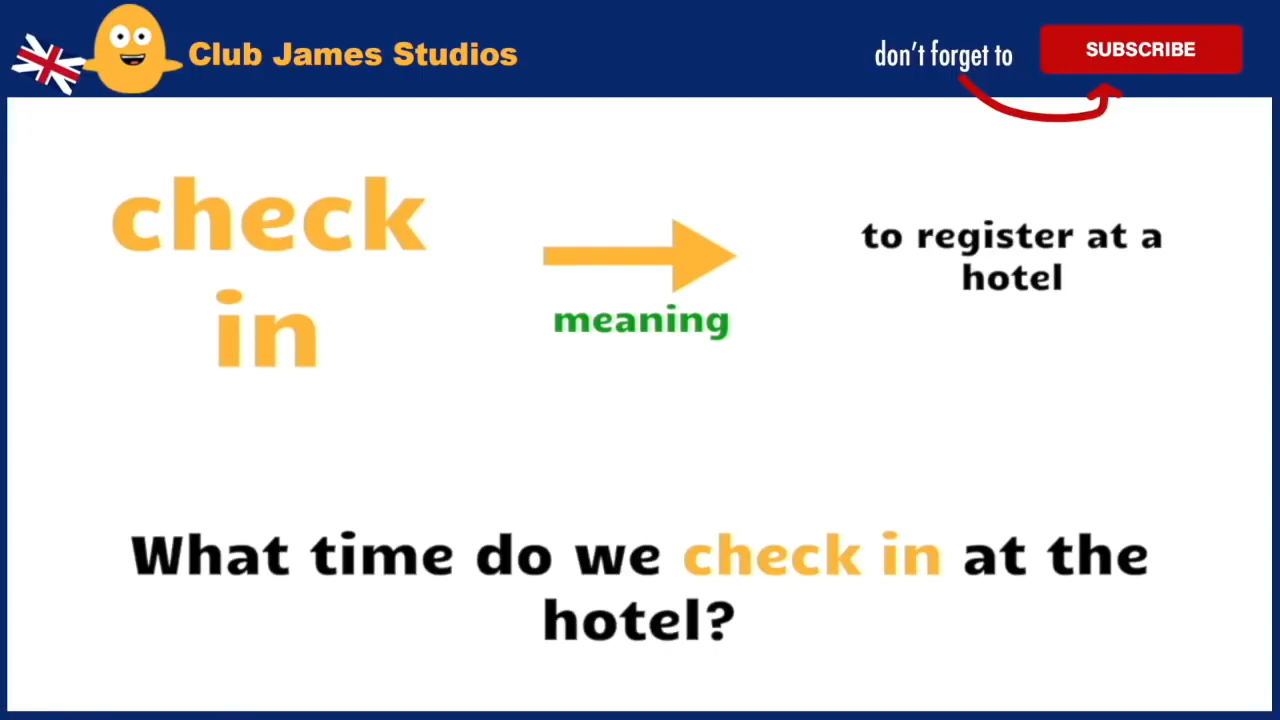 Club James Studios
don't forget to
SUBSCRIBE
check
in
meaning
to register at a
hotel
What time do we check in at the
hotel?